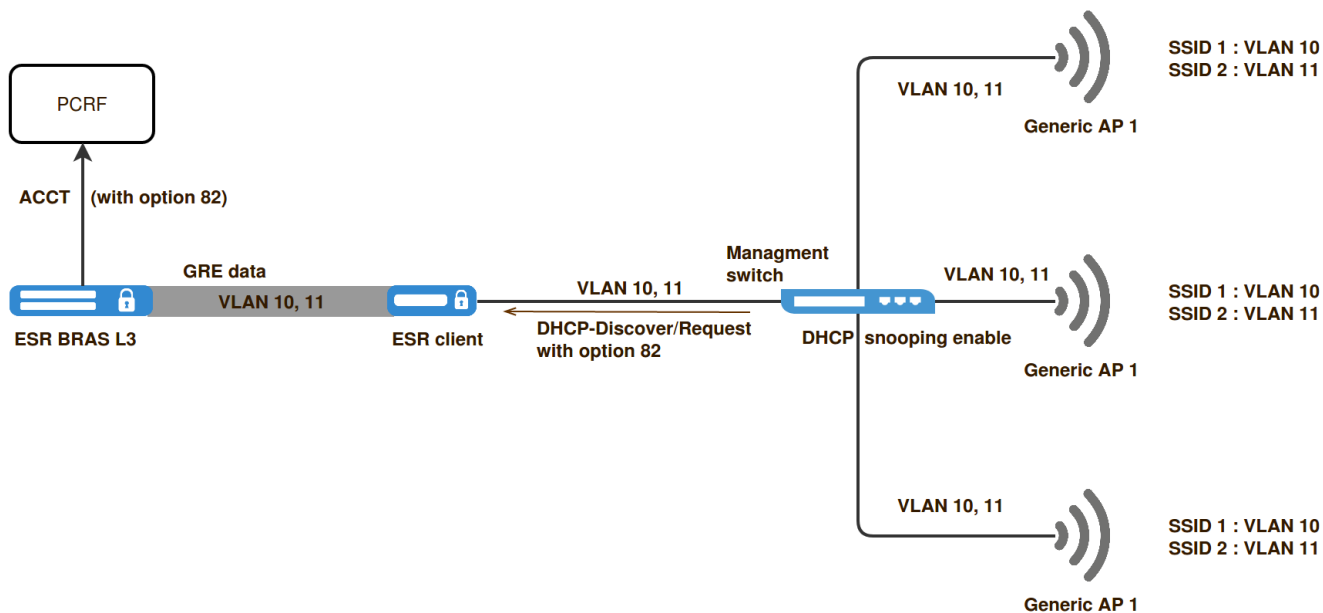 SSID 1 : VLAN 10
SSID 2 : VLAN 11
VLAN 10, 11
Generic AP 1
PCRF
ACCT (with option 82)
Managment
switch
GRE data
VLAN 10, 11
VLAN 10, 11
VLAN 10, 11
SSID 1 : VLAN 10
SSID 2 : VLAN 11
ESR BRAS L3
ESR client
DHCP-Discover/Request
with option 82
DHCP snooping enable
Generic AP 1
VLAN 10, 11
SSID 1 : VLAN 10
SSID 2 : VLAN 11
Generic AP 1